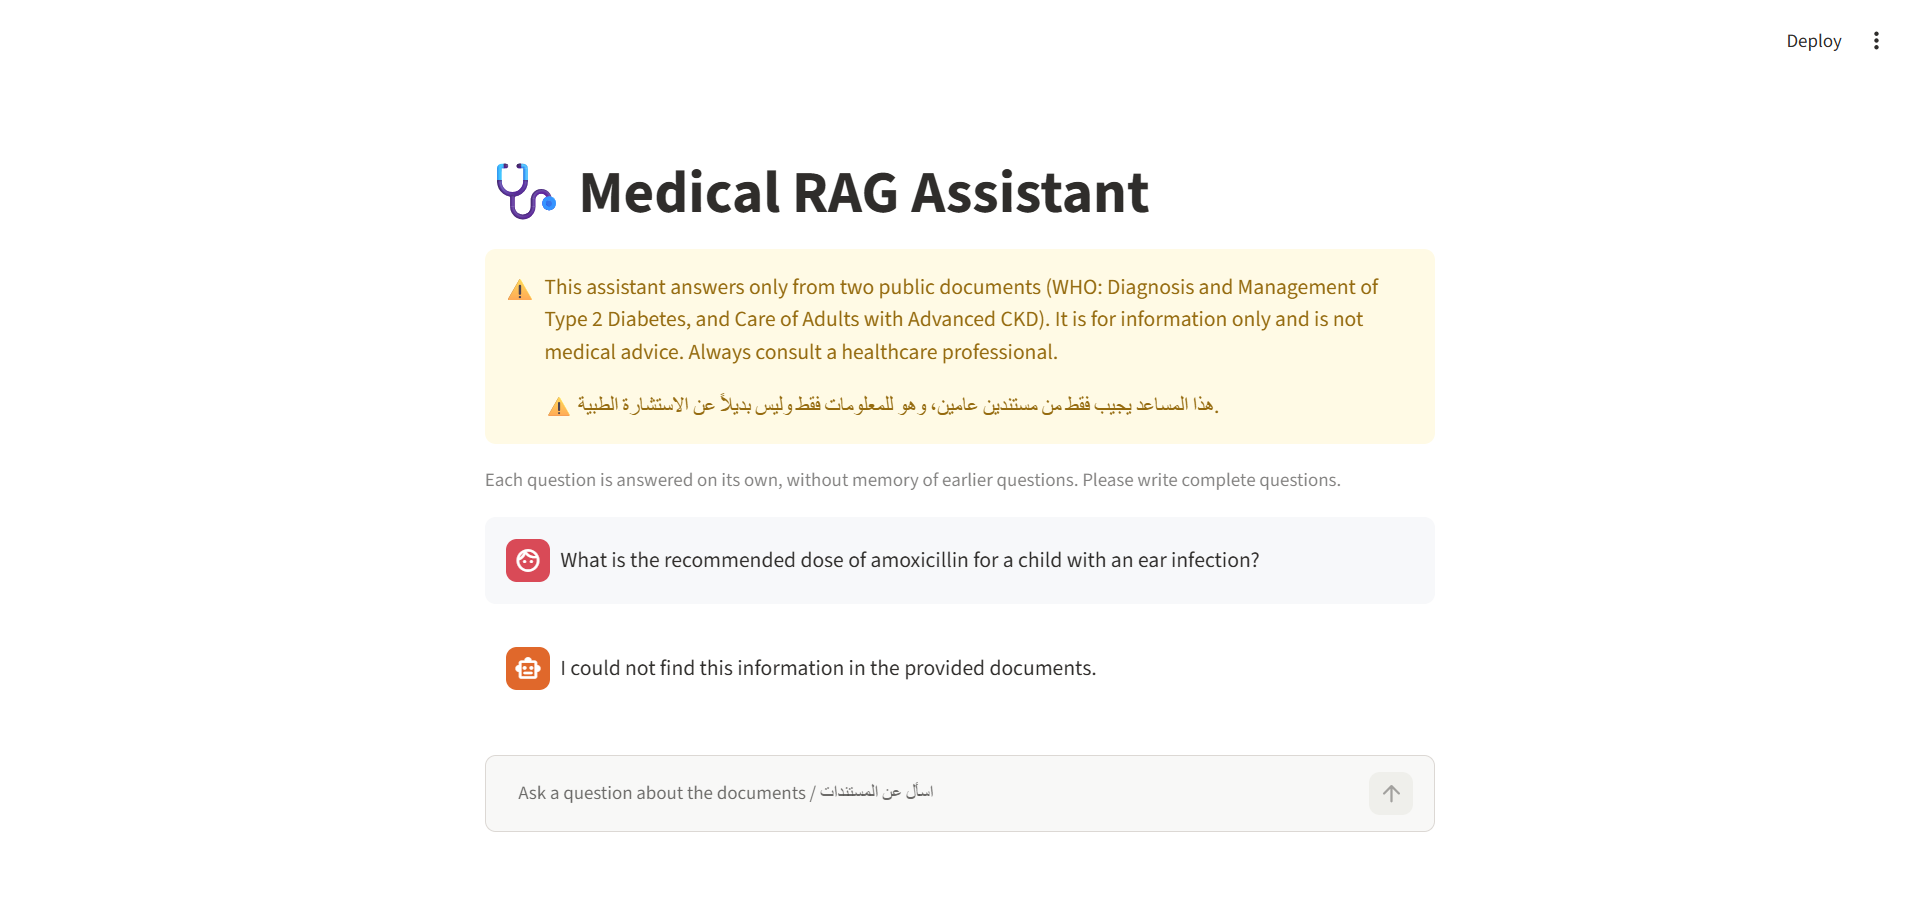 Deploy
Medical RAG Assistant
This assistant answers only from two public documents (WHO: Diagnosis and Management of
Type 2 Diabetes, and Care of Adults with Advanced CKD). It is for information only and is not
medical advice. Always consult a healthcare professional.
هذا المساعد يجيب فقط من مستندين عامين، وهو للمعلومات فقط وليس بديلاً عن الاستشارة الطبية.
Each question is answered on its own, without memory of earlier questions. Please write complete questions.
What is the recommended dose of amoxicillin for a child with an ear infection?
I could not find this information in the provided documents.
Ask a question about the documents / اسأل عن المستندات